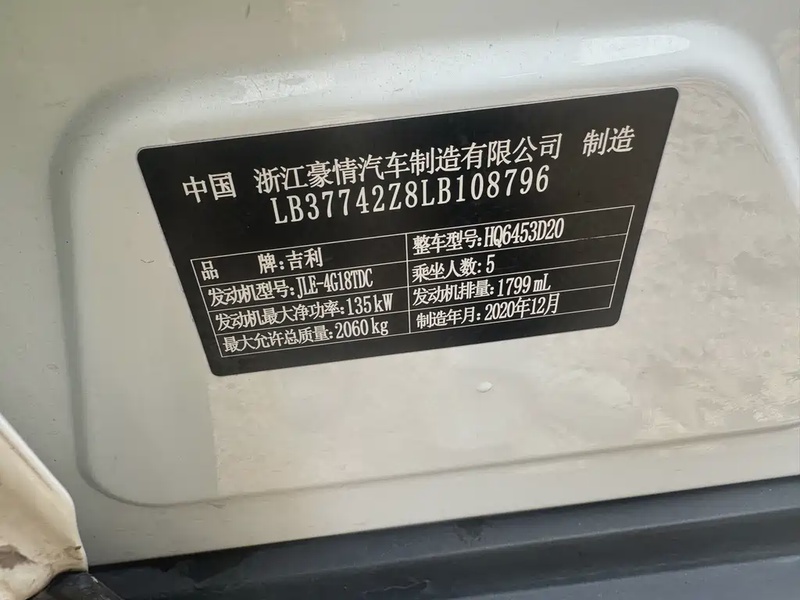 中国 浙江豪情汽车制造有限公司 制造
LB37742Z8LB108796
品 牌:吉利 整车型号:HQ6453D20
发动机型号:JLE-4G18TDC 乘坐人数:5
发动机最大净功率:135kW 发动机排量:1799mL
最大允许总质量:2060kg 制造年月:2020年12月